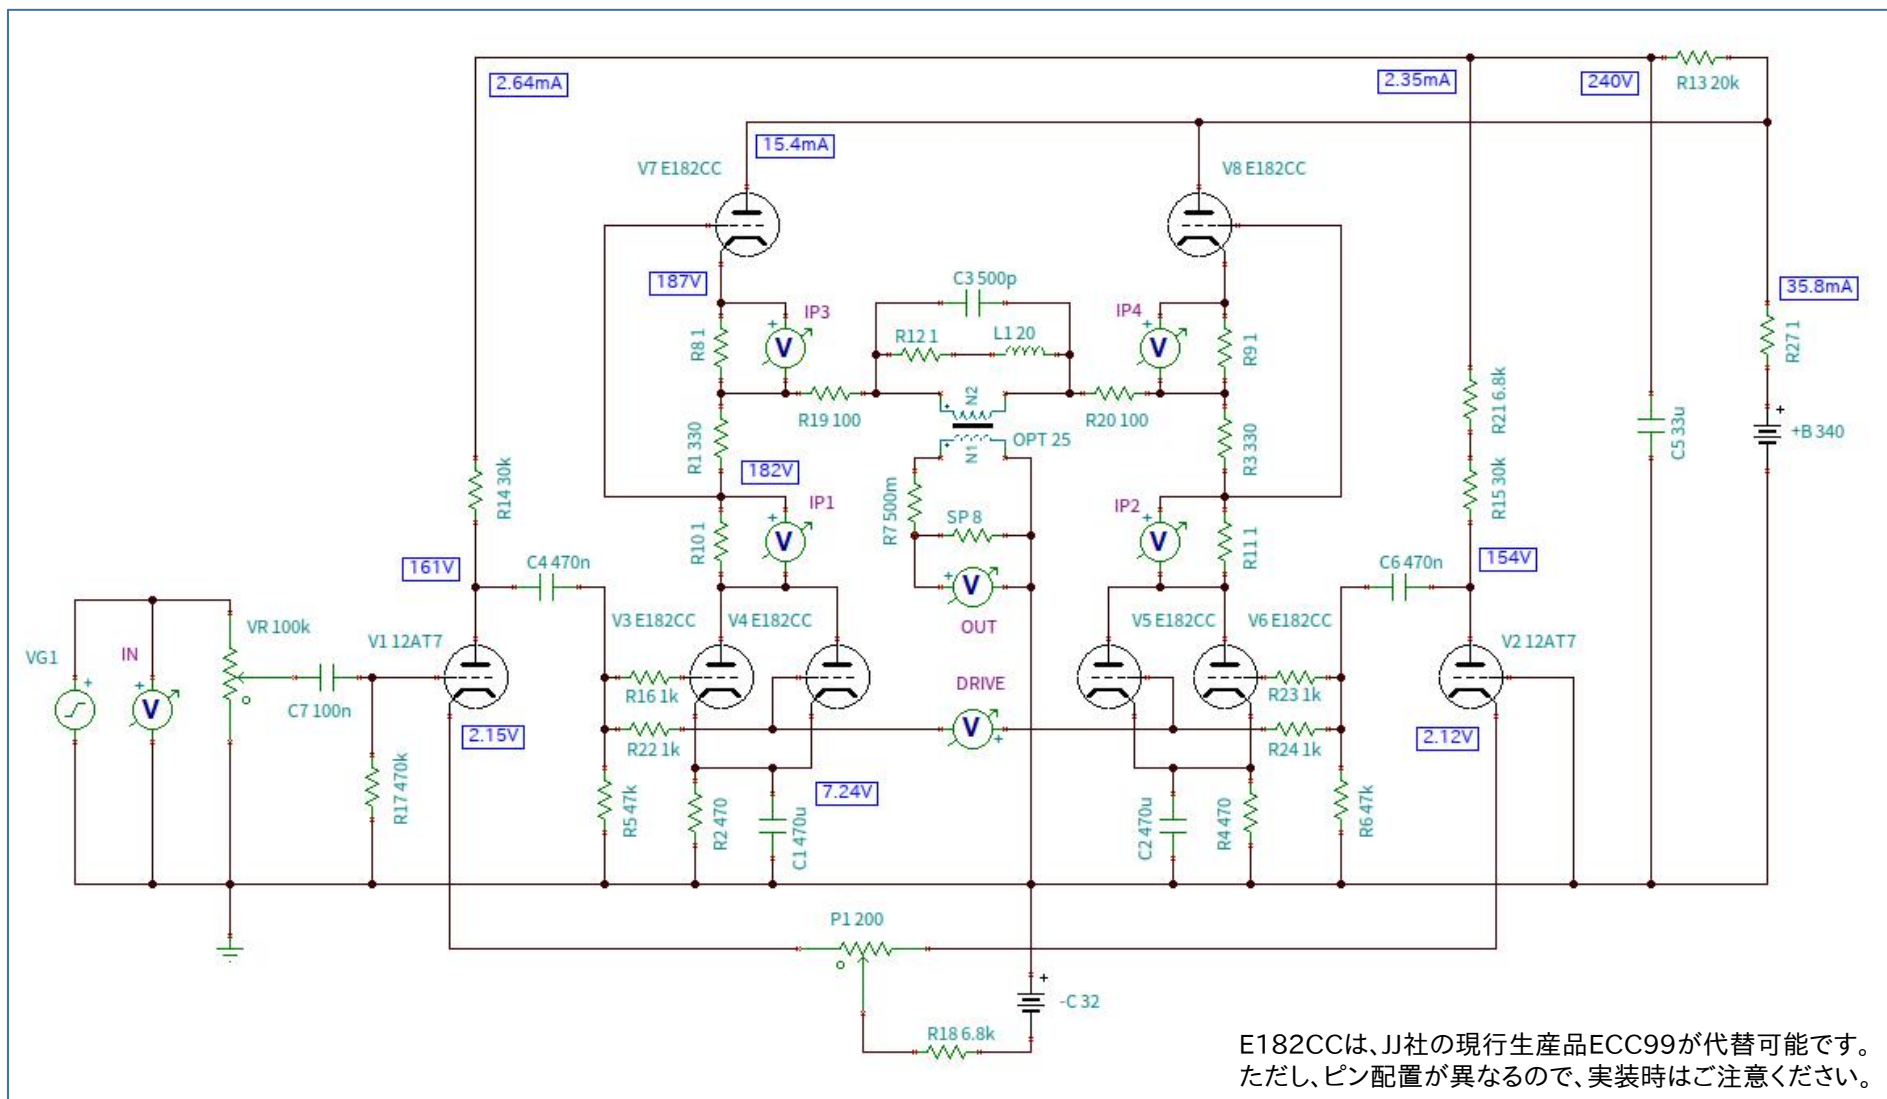 2.64mA
2.35mA
240V
R13 20k
15.4mA
V7 E182CC
V8 E182CC
187V
C3 500p
35.8mA
IP3
IP4
R12 1
L1 20
R8 1
V
V
R9 1
R27 1
+
+
N2
R19 100
R20 100
R21 6.8k
+
+B 340
C5 33u
OPT 25
N1
R1 330
R3 330
182V
IP1
IP2
R14 30k
R15 30k
R7 500m
SP 8
R10 1
V
V
R11 1
+
+
161V
C4 470n
C6 470n
154V
+
V
OUT
VR 100k
V1 12AT7
V3 E182CC
V4 E182CC
V5 E182CC
V6 E182CC
V2 12AT7
VG1
IN
+
+
V
C7 100n
R16 1k
DRIVE
R23 1k
2.15V
R22 1k
V
+
R24 1k
2.12V
R17 470k
R5 47k
R2 470
C1 470u
7.24V
C2 470u
R4 470
R6 47k
P1 200
+
-C 32
R18 6.8k
E182CCは、JJ社の現行生産品ECC99が代替可能です。
ただし、ピン配置が異なるので、実装時はご注意ください。